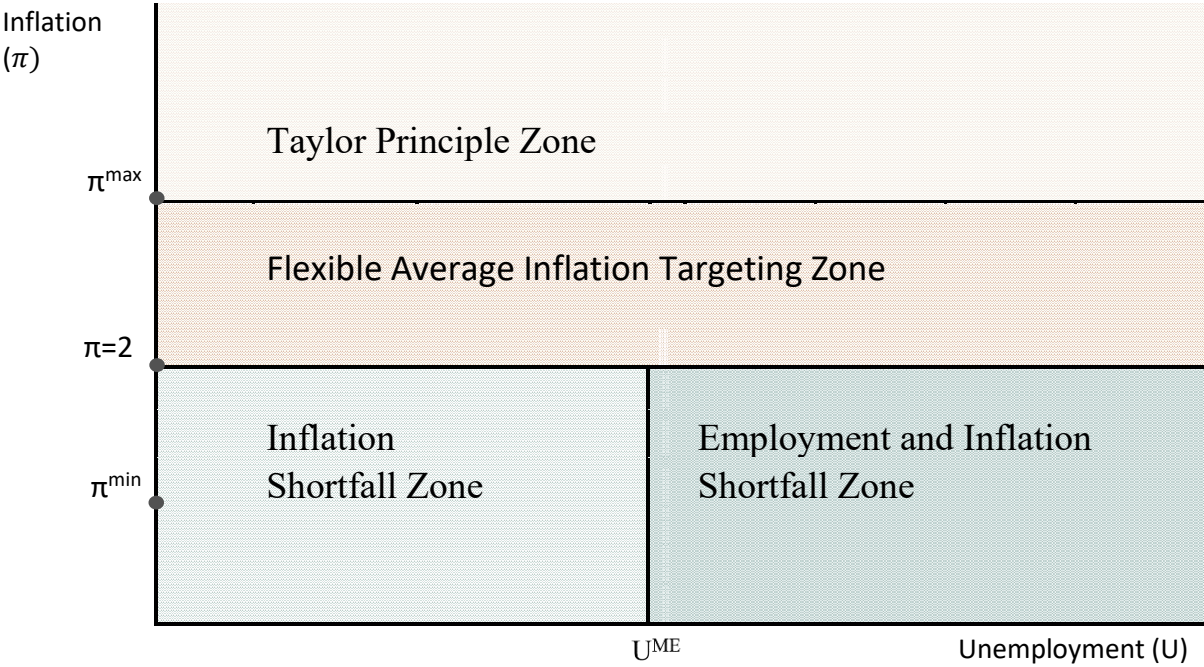 Inflation
(π)
Taylor Principle Zone
π^max
Flexible Average Inflation Targeting Zone
π=2
Inflation
Shortfall Zone
Employment and Inflation
Shortfall Zone
π^min
U^ME
Unemployment (U)